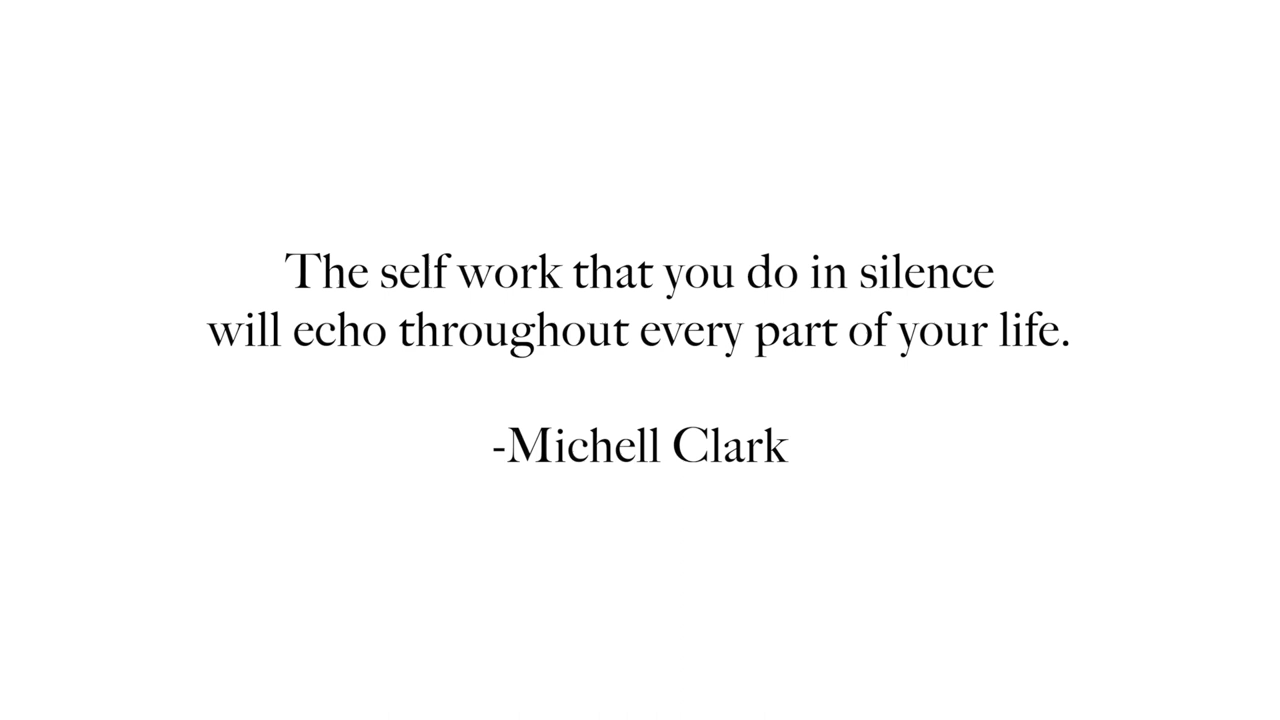 The self work that you do in silence
will echo throughout every part of your life.
-Michell Clark